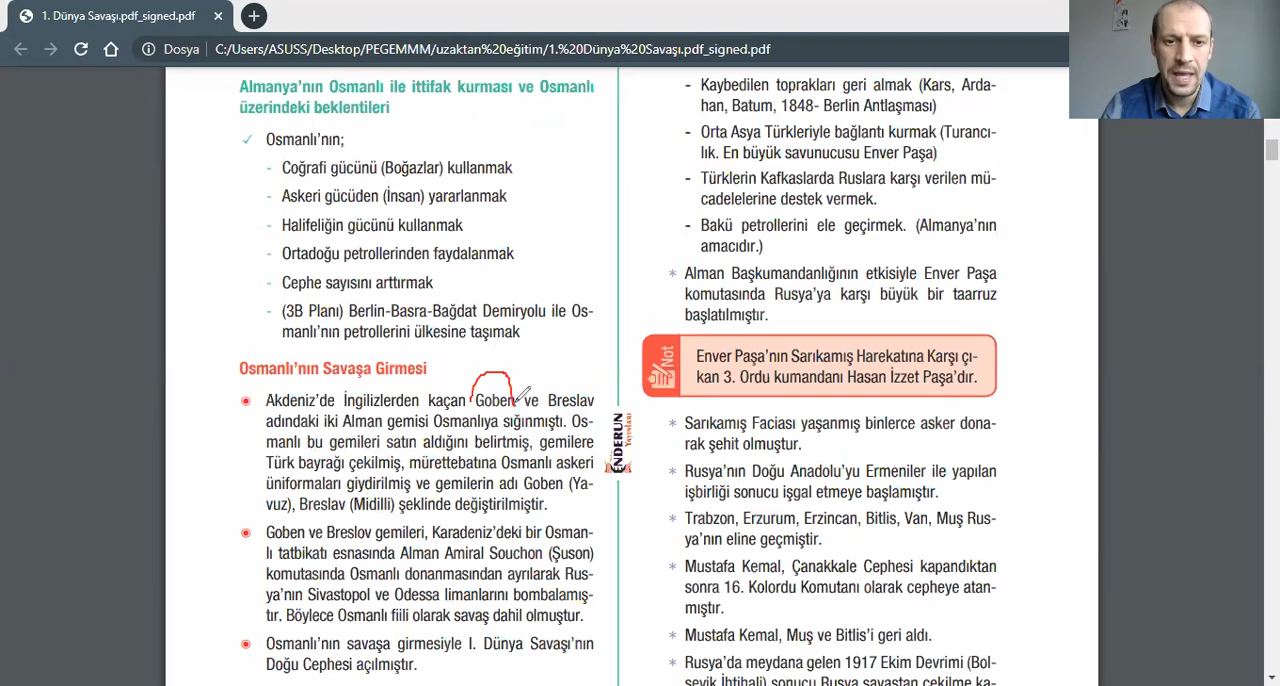 1. Dünya Savaşı.pdf_signed.pdf
Dosya
C:/Users/ASUSS/Desktop/PEGEMMM/uzaktan%20eğitim/1.%20Dünya%20Savaşı.pdf_signed.pdf
Almanya’nın Osmanlı ile ittifak kurması ve Osmanlı
üzerindeki beklentileri
Osmanlı’nın;
- Coğrafi gücünü (Boğazlar) kullanmak
- Askeri gücüden (İnsan) yararlanmak
- Halifeliğin gücünü kullanmak
- Ortadoğu petrollerinden faydalanmak
- Cephe sayısını arttırmak
- (3B Planı) Berlin-Basra-Bağdat Demiryolu ile Os-
manlı’nın petrollerini ülkesine taşımak
Osmanlı’nın Savaşa Girmesi
Akdeniz’de İngilizlerden kaçan Goben ve Breslav
adındaki iki Alman gemisi Osmanlıya sığınmıştı. Os-
manlı bu gemileri satın aldığını belirtmiş, gemilere
Türk bayrağı çekilmiş, mürettebatına Osmanlı askeri
üniformaları giydirilmiş ve gemilerin adı Goben (Ya-
vuz), Breslav (Midilli) şeklinde değiştirilmiştir.
Goben ve Breslov gemileri, Karadeniz’deki bir Osman-
lı tatbikatı esnasında Alman Amiral Souchon (Şuson)
komutasında Osmanlı donanmasından ayrılarak Rus-
ya’nın Sivastopol ve Odessa limanlarını bombalamış-
tır. Böylece Osmanlı fiili olarak savaş dahil olmuştur.
Osmanlı’nın savaşa girmesiyle I. Dünya Savaşı’nın
Doğu Cephesi açılmıştır.
ENDERUN
Yayınları
- Kaybedilen toprakları geri almak (Kars, Arda-
han, Batum, 1848- Berlin Antlaşması)
- Orta Asya Türkleriyle bağlantı kurmak (Turancı-
lık. En büyük savunucusu Enver Paşa)
- Türklerin Kafkaslarda Ruslara karşı verilen mü-
cadelelerine destek vermek.
- Bakü petrollerini ele geçirmek. (Almanya’nın
amacıdır.)
* Alman Başkumandanlığının etkisiyle Enver Paşa
komutasında Rusya’ya karşı büyük bir taarruz
başlatılmıştır.
Not
Enver Paşa’nın Sarıkamış Harekatına Karşı çı-
kan 3. Ordu kumandanı Hasan İzzet Paşa’dır.
* Sarıkamış Faciası yaşanmış binlerce asker dona-
rak şehit olmuştur.
* Rusya’nın Doğu Anadolu’yu Ermeniler ile yapılan
işbirliği sonucu işgal etmeye başlamıştır.
* Trabzon, Erzurum, Erzincan, Bitlis, Van, Muş Rus-
ya’nın eline geçmiştir.
* Mustafa Kemal, Çanakkale Cephesi kapandıktan
sonra 16. Kolordu Komutanı olarak cepheye atan-
mıştır.
* Mustafa Kemal, Muş ve Bitlis’i geri aldı.
* Rusya’da meydana gelen 1917 Ekim Devrimi (Bol-
şevik İhtihali) sonucu Rusya savaştan çekilme ka-